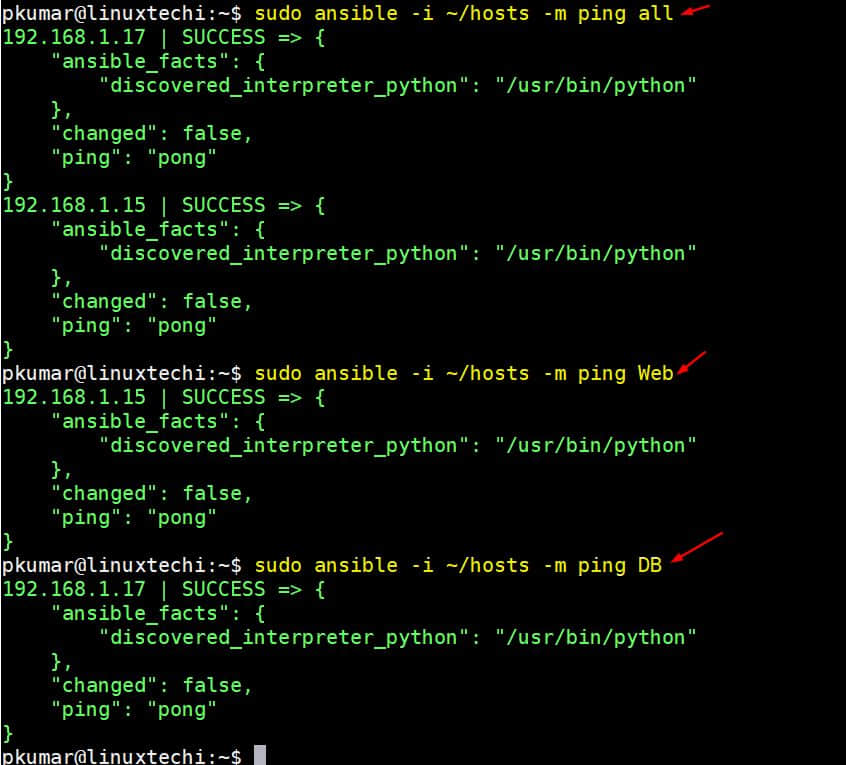 pkumar@linuxtechi:~$ sudo ansible -i ~/hosts -m ping all
192.168.1.17 | SUCCESS => {
    "ansible_facts": {
        "discovered_interpreter_python": "/usr/bin/python"
    },
    "changed": false,
    "ping": "pong"
}
192.168.1.15 | SUCCESS => {
    "ansible_facts": {
        "discovered_interpreter_python": "/usr/bin/python"
    },
    "changed": false,
    "ping": "pong"
}
pkumar@linuxtechi:~$ sudo ansible -i ~/hosts -m ping Web
192.168.1.15 | SUCCESS => {
    "ansible_facts": {
        "discovered_interpreter_python": "/usr/bin/python"
    },
    "changed": false,
    "ping": "pong"
}
pkumar@linuxtechi:~$ sudo ansible -i ~/hosts -m ping DB
192.168.1.17 | SUCCESS => {
    "ansible_facts": {
        "discovered_interpreter_python": "/usr/bin/python"
    },
    "changed": false,
    "ping": "pong"
}
pkumar@linuxtechi:~$